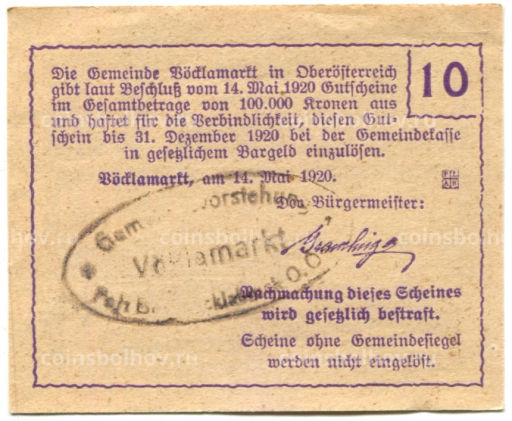 Die Gemeinde Vöcklamarkt in Oberösterreich
gibt laut Beschluß vom 14. Mai 1920 Gutscheine
im Gesamtbetrage von 100.000 Kronen aus
und haftet für die Verbindlichkeit, diesen Gut-
schein bis 31. Dezember 1920 bei der Gemeindekasse
in gesetzlichem Bargeld einzulösen.
10
Vöcklamarkt, am 14. Mai 1920.
Der Bürgermeister:
Gemeindevorstehung
Vöcklamarkt
O.Ö.
Nachmachung dieses Scheines
wird gesetzlich bestraft.
Scheine ohne Gemeindesiegel
werden nicht eingelöst.
coinsbolhov.ru